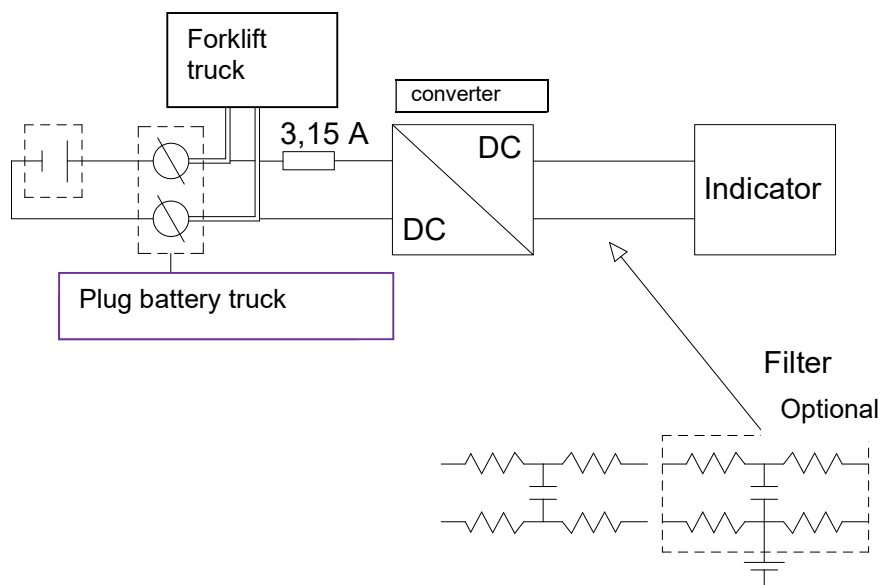 Forklift
truck
converter
3,15 A
DC
DC
Indicator
Plug battery truck
Filter
Optional